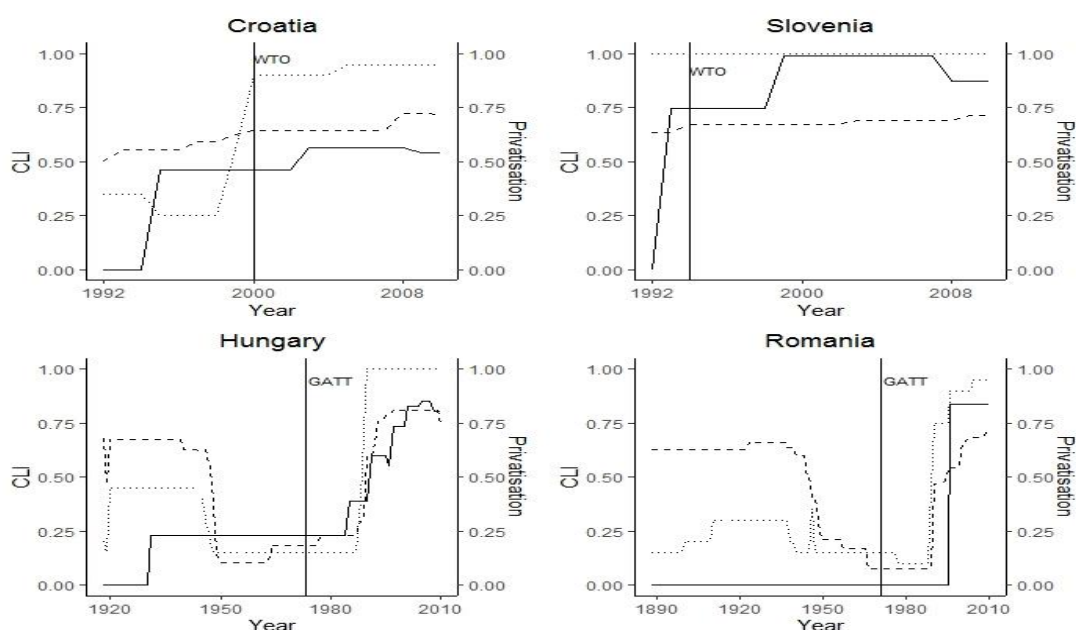 Croatia
1.00
0.75
0.50
0.25
0.00
CLI
WTO
1.00
0.75
0.50
0.25
0.00
Privatisation
1992
2000
2008
Year
Slovenia
1.00
0.75
0.50
0.25
0.00
CLI
WTO
1.00
0.75
0.50
0.25
0.00
Privatisation
1992
2000
2008
Year
Hungary
1.00
0.75
0.50
0.25
0.00
CLI
GATT
1.00
0.75
0.50
0.25
0.00
Privatisation
1920
1950
1980
2010
Year
Romania
1.00
0.75
0.50
0.25
0.00
CLI
GATT
1.00
0.75
0.50
0.25
0.00
Privatisation
1890
1920
1950
1980
2010
Year